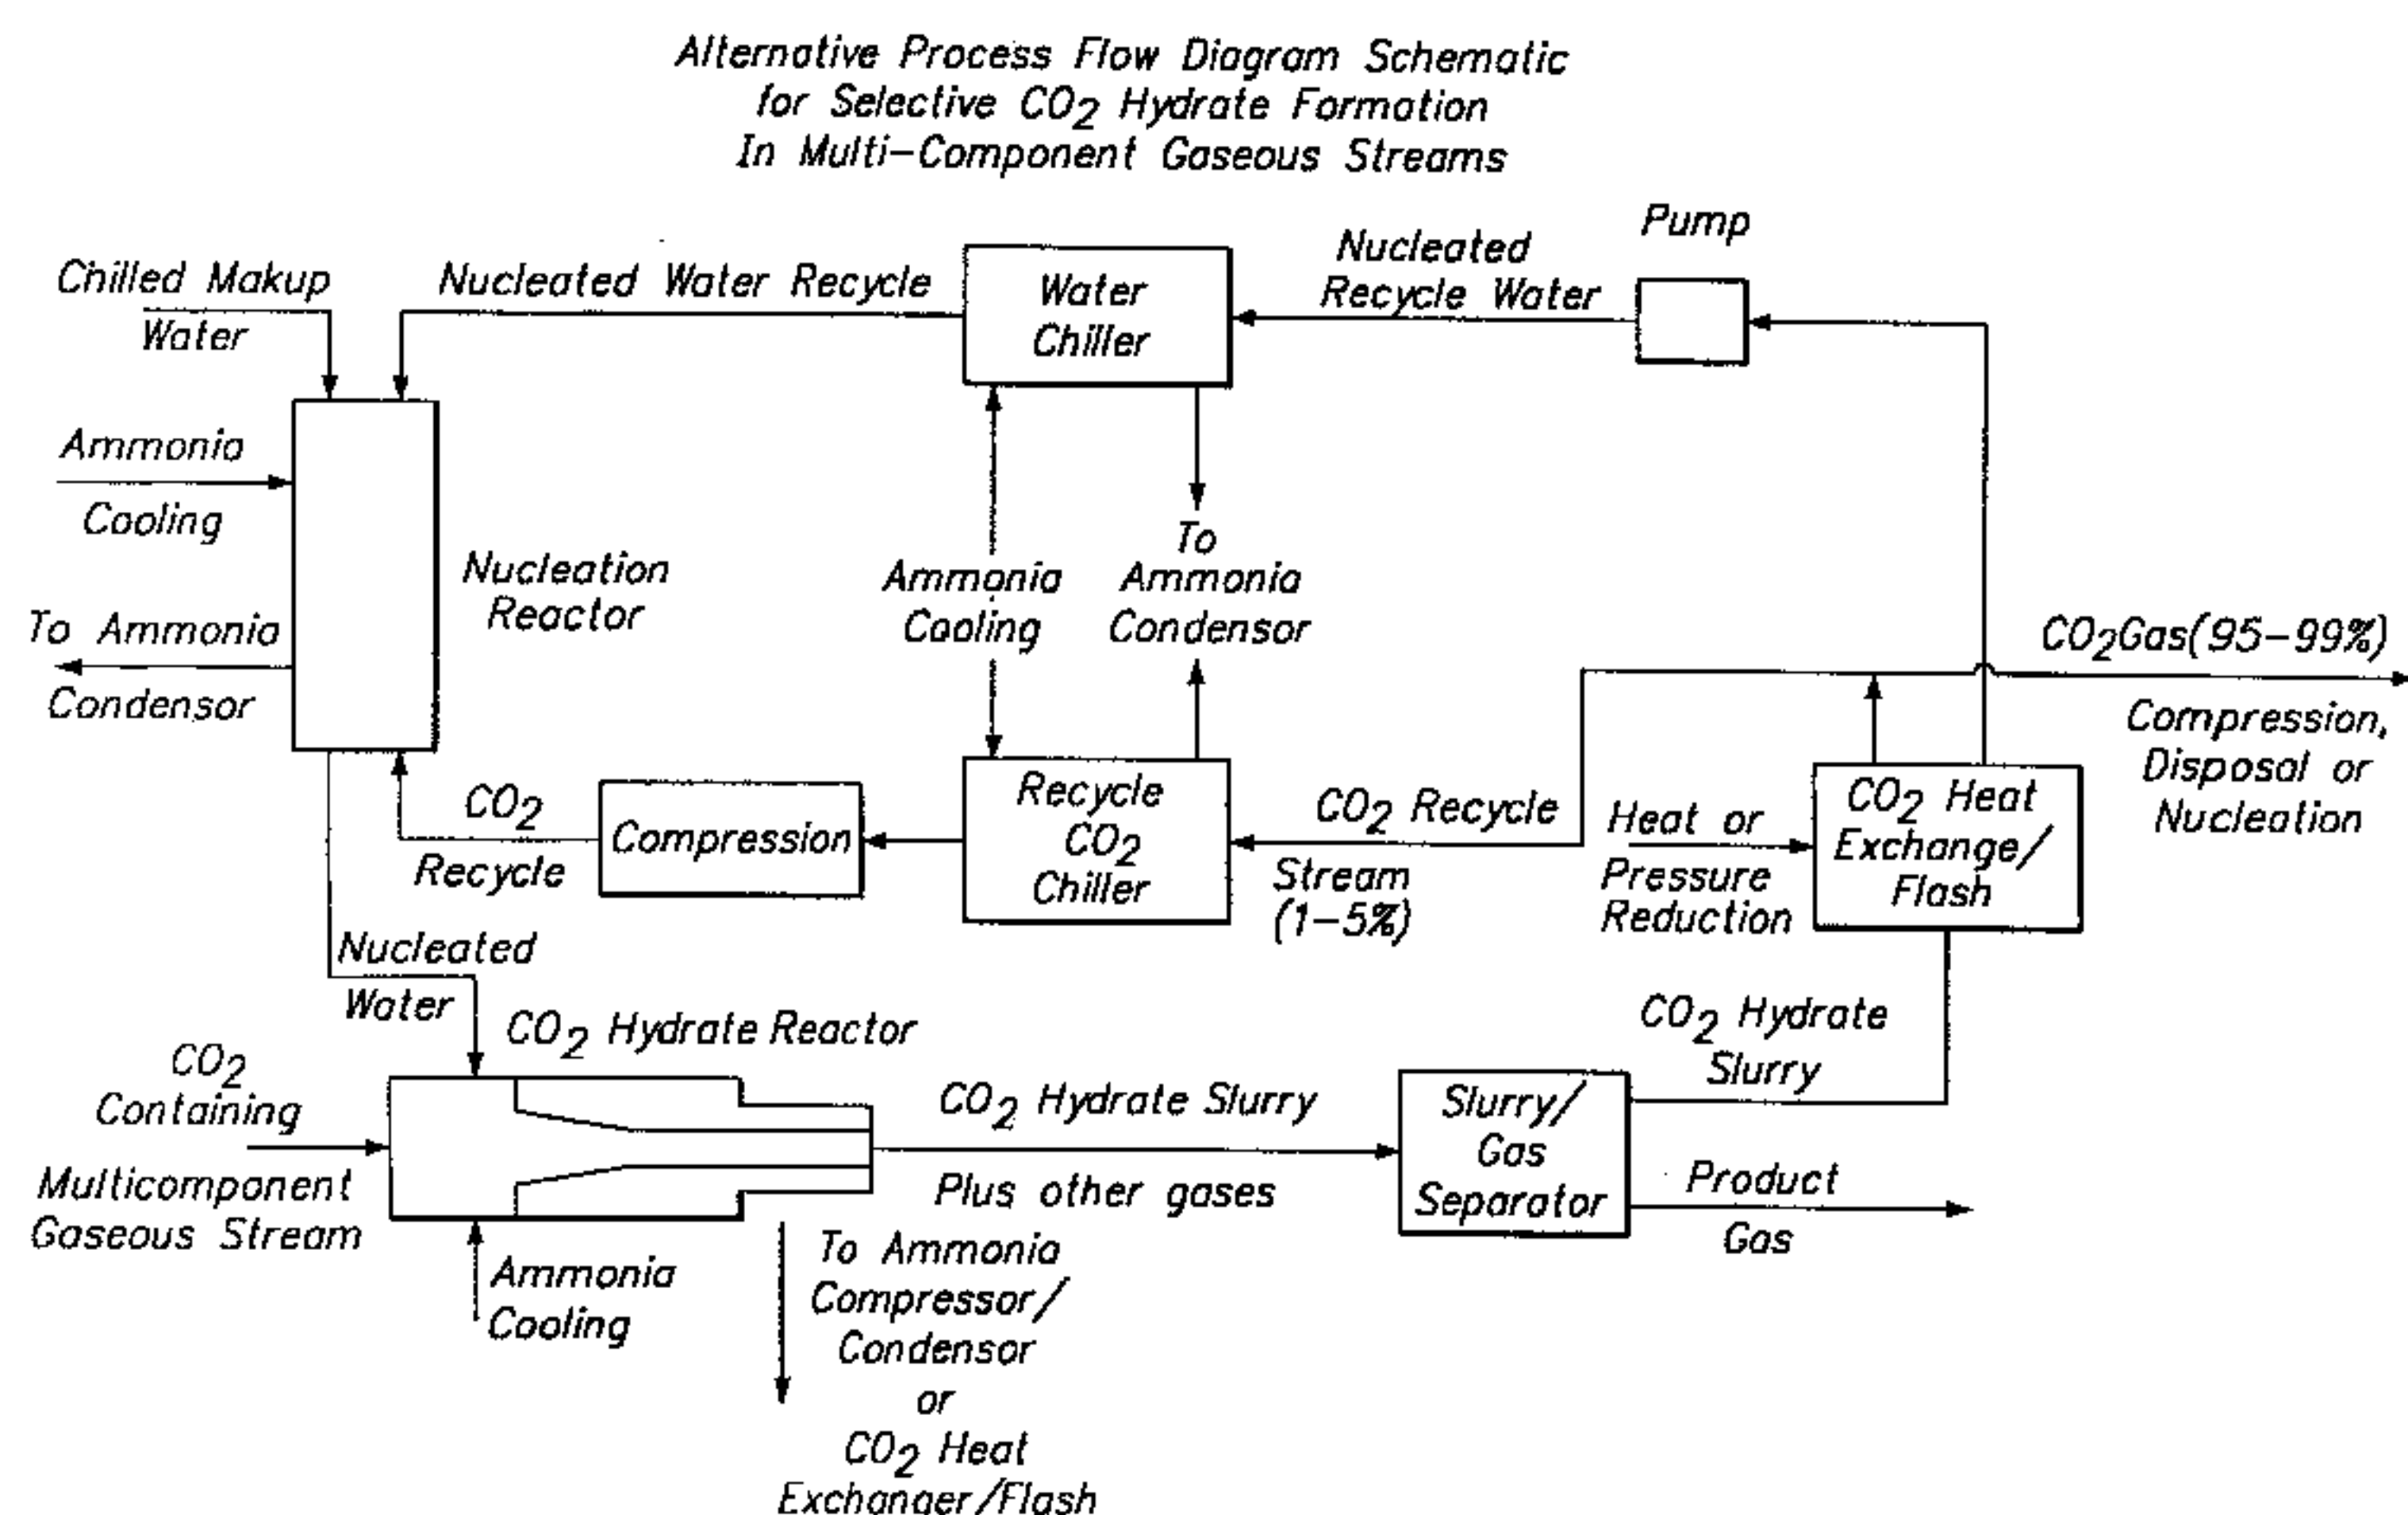 Alternative Process Flow Diagram Schematic
for Selective CO2 Hydrate Formation
In Multi-Component Gaseous Streams
Pump
Chilled Makup
Water
Nucleated Water Recycle
Water
Chiller
Nucleated
Recycle Water
Ammonia
Cooling
Nucleation
Reactor
To Ammonia
Condensor
Ammonia
Cooling
To
Ammonia
Condensor
CO2Gas(95-99%)
Compression,
Disposal or
Nucleation
CO2
Recycle
Compression
Recycle
CO2
Chiller
CO2 Recycle
Stream
(1-5%)
Heat or
Pressure
Reduction
CO2 Heat
Exchange/
Flash
Nucleated
Water
CO2 Hydrate Reactor
CO2
Containing
Multicomponent
Gaseous Stream
Ammonia
Cooling
CO2 Hydrate Slurry
Plus other gases
Slurry/
Gas
Separator
CO2 Hydrate
Slurry
Product
Gas
To Ammonia
Compressor/
Condensor
or
CO2 Heat
Exchanger/Flash